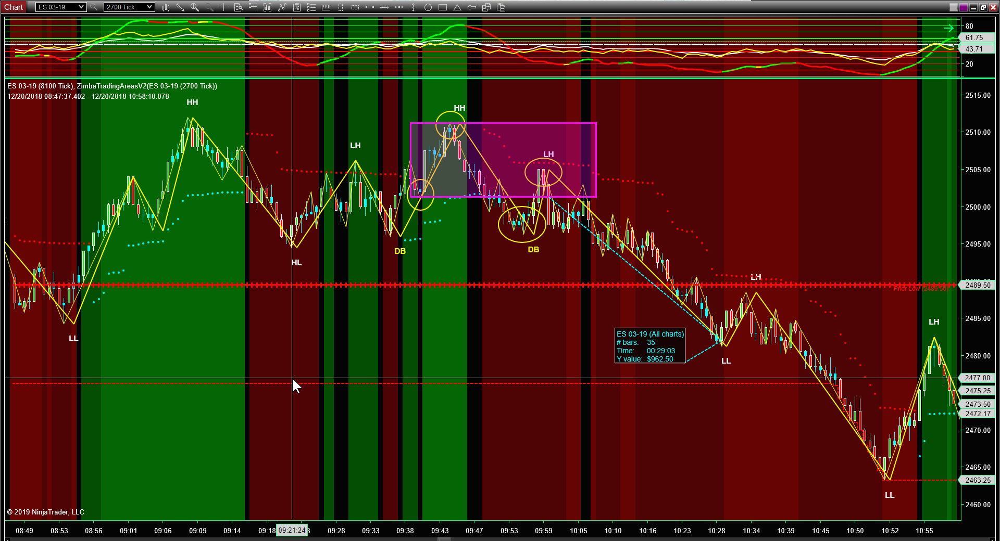 Chart
ES 03-19
2700 Tick
80
61.75
43.71
20
ES 03-19 (8100 Tick), ZimbaTradingAreasV2(ES 03-19 (2700 Tick))
12/20/2018 08:47:37.402 - 12/20/2018 10:58:10.078
2515.00
HH
HH
2510.00
LH
LH
2505.00
2500.00
DB
DB
2495.00
HL
LH
2489.50
Prior Low (2489.50)
2485.00
LH
ES 03-19 (All charts)
# bars: 35
Time: 00:29:03
Y value: $962.50
LL
LL
2480.00
2477.00
2475.25
2473.50
2472.17
2470.00
2465.00
2463.25
LL
2460.00
© 2019 NinjaTrader, LLC
08:49 08:53 08:56 09:01 09:06 09:09 09:14 09:18 09:21:24 09:28 09:33 09:38 09:43 09:47 09:53 09:59 10:05 10:10 10:16 10:23 10:28 10:34 10:39 10:45 10:50 10:52 10:55